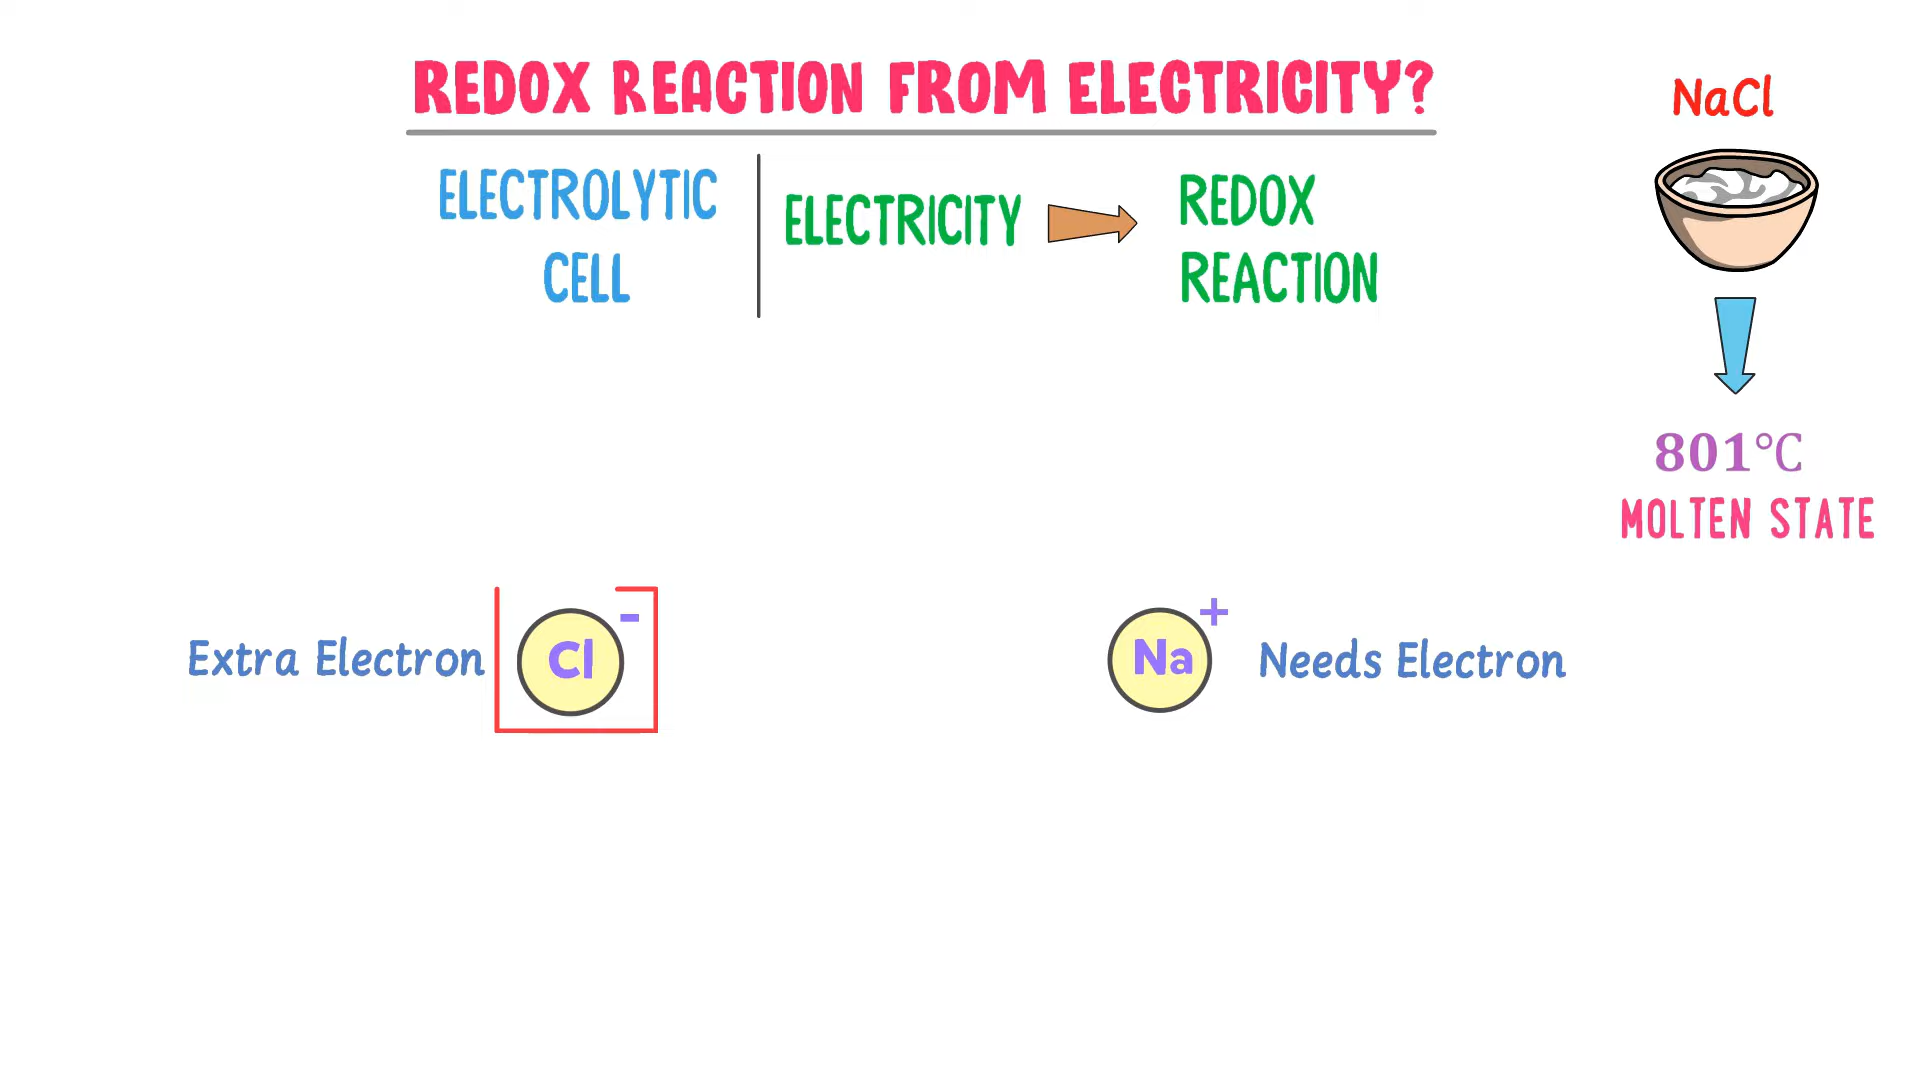 REDOX REACTION FROM ELECTRICITY?
NaCl
ELECTROLYTIC
CELL
ELECTRICITY
REDOX
REACTION
801°C
MOLTEN STATE
Extra Electron
Cl -
Na +
Needs Electron